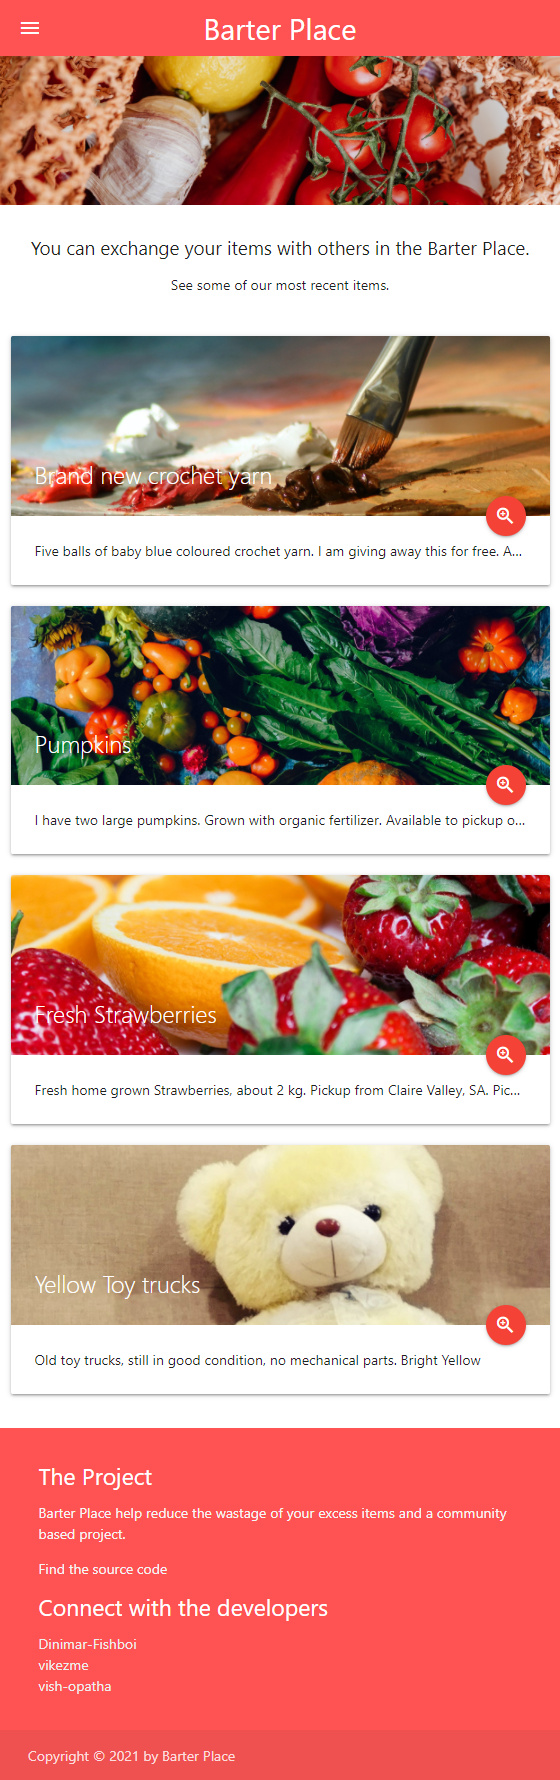 Barter Place
You can exchange your items with others in the Barter Place.
See some of our most recent items.
Brand new crochet yarn
Five balls of baby blue coloured crochet yarn. I am giving away this for free. A...
Pumpkins
I have two large pumpkins. Grown with organic fertilizer. Available to pickup o...
Fresh Strawberries
Fresh home grown Strawberries, about 2 kg. Pickup from Claire Valley, SA. Pic...
Yellow Toy trucks
Old toy trucks, still in good condition, no mechanical parts. Bright Yellow
The Project
Barter Place help reduce the wastage of your excess items and a community
based project.
Find the source code
Connect with the developers
Dinimar-Fishboi
vikezme
vish-opatha
Copyright © 2021 by Barter Place